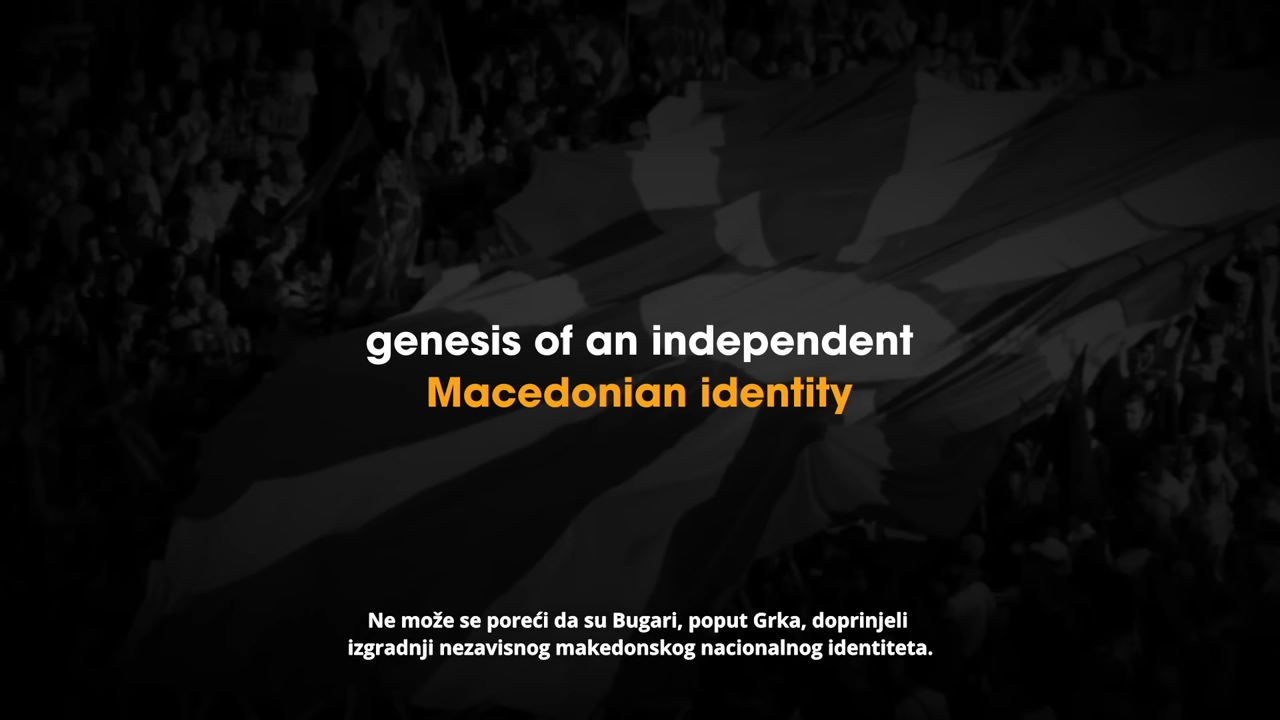 genesis of an independent
Macedonian identity
Ne može se poreći da su Bugari, poput Grka, doprinjeli
izgradnji nezavisnog makedonskog nacionalnog identiteta.